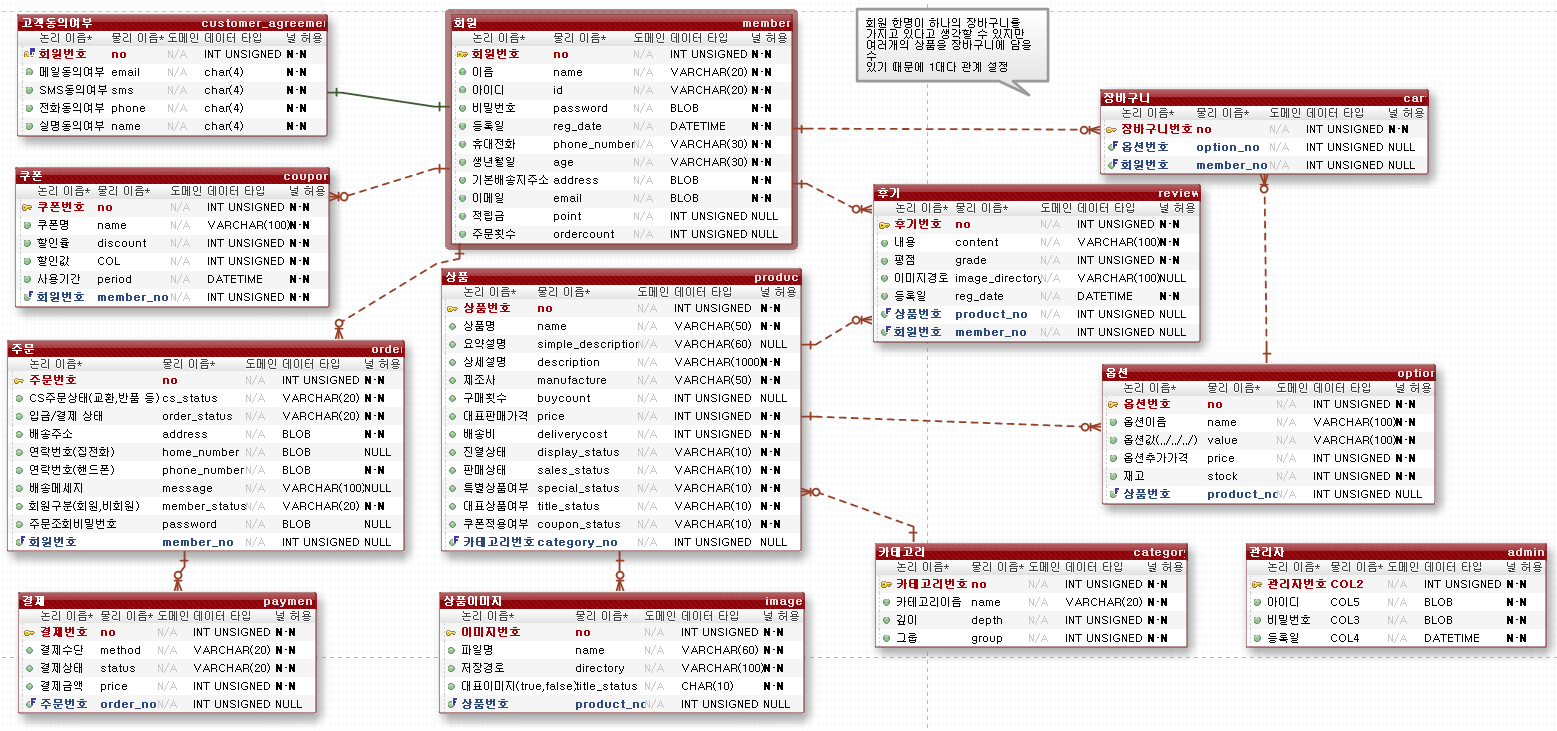 고객동의여부 customer_agreemen
논리 이름* 물리 이름* 도메인 데이터 타입 널 허용
회원번호 no N/A INT UNSIGNED N-N
메일동의여부 email N/A char(4) N-N
SMS동의여부 sms N/A char(4) N-N
전화동의여부 phone N/A char(4) N-N
실명동의여부 name N/A char(4) N-N
회원 member
논리 이름* 물리 이름* 도메인 데이터 타입 널 허용
회원번호 no N/A INT UNSIGNED N-N
이름 name N/A VARCHAR(20) N-N
아이디 id N/A VARCHAR(20) N-N
비밀번호 password N/A BLOB N-N
등록일 reg_date N/A DATETIME N-N
휴대전화 phone_number N/A VARCHAR(30) N-N
생년월일 age N/A VARCHAR(30) N-N
기본배송지주소 address N/A BLOB N-N
이메일 email N/A BLOB N-N
적립금 point N/A INT UNSIGNED NULL
주문횟수 ordercount N/A INT UNSIGNED NULL
회원 한명이 하나의 장바구니를
가지고 있다고 생각할 수 있지만
여러개의 상품을 장바구니에 담을
수
있기 때문에 1대다 관계 설정
장바구니 car
논리 이름* 물리 이름* 도메인 데이터 타입 널 허용
장바구니번호 no N/A INT UNSIGNED N-N
옵션번호 option_no N/A INT UNSIGNED NULL
회원번호 member_no N/A INT UNSIGNED NULL
쿠폰 coupon
논리 이름* 물리 이름* 도메인 데이터 타입 널 허용
쿠폰번호 no N/A INT UNSIGNED N-N
쿠폰명 name N/A VARCHAR(100) N-N
할인율 discount N/A INT UNSIGNED N-N
할인값 COL N/A INT UNSIGNED N-N
사용기간 period N/A DATETIME N-N
회원번호 member_no N/A INT UNSIGNED N-N
후기 review
논리 이름* 물리 이름* 도메인 데이터 타입 널 허용
후기번호 no N/A INT UNSIGNED N-N
내용 content N/A VARCHAR(100) N-N
평점 grade N/A INT UNSIGNED N-N
이미지경로 image_directory N/A VARCHAR(100) NULL
등록일 reg_date N/A DATETIME N-N
상품번호 product_no N/A INT UNSIGNED NULL
회원번호 member_no N/A INT UNSIGNED NULL
상품 produc
논리 이름* 물리 이름* 도메인 데이터 타입 널 허용
상품번호 no N/A INT UNSIGNED N-N
상품명 name N/A VARCHAR(50) N-N
요약설명 simple_description N/A VARCHAR(60) NULL
상세설명 description N/A VARCHAR(1000) N-N
제조사 manufacture N/A VARCHAR(50) N-N
구매횟수 buycount N/A INT UNSIGNED NULL
대표판매가격 price N/A INT UNSIGNED N-N
배송비 deliverycost N/A INT UNSIGNED N-N
진열상태 display_status N/A VARCHAR(10) N-N
판매상태 sales_status N/A VARCHAR(10) N-N
특별상품여부 special_status N/A VARCHAR(10) N-N
대표상품여부 title_status N/A VARCHAR(10) N-N
쿠폰적용여부 coupon_status N/A VARCHAR(10) N-N
카테고리번호 category_no N/A INT UNSIGNED NULL
주문 order
논리 이름* 물리 이름* 도메인 데이터 타입 널 허용
주문번호 no N/A INT UNSIGNED N-N
CS주문상태(교환,반품 등) cs_status N/A VARCHAR(20) N-N
입금/결제 상태 order_status N/A VARCHAR(20) N-N
배송주소 address N/A BLOB N-N
연락번호(집전화) home_number N/A BLOB NULL
연락번호(핸드폰) phone_number N/A BLOB N-N
배송메세지 message N/A VARCHAR(100) NULL
회원구분(회원,비회원) member_status N/A VARCHAR(20) N-N
주문조회비밀번호 password N/A BLOB NULL
회원번호 member_no N/A INT UNSIGNED NULL
옵션 option
논리 이름* 물리 이름* 도메인 데이터 타입 널 허용
옵션번호 no N/A INT UNSIGNED N-N
옵션이름 name N/A VARCHAR(100) N-N
옵션값(../../../) value N/A VARCHAR(100) N-N
옵션추가가격 price N/A INT UNSIGNED N-N
재고 stock N/A INT UNSIGNED N-N
상품번호 product_no N/A INT UNSIGNED NULL
카테고리 category
논리 이름* 물리 이름* 도메인 데이터 타입 널 허용
카테고리번호 no N/A INT UNSIGNED N-N
카테고리이름 name N/A VARCHAR(20) N-N
깊이 depth N/A INT UNSIGNED N-N
그룹 group N/A INT UNSIGNED N-N
관리자 admin
논리 이름* 물리 이름* 도메인 데이터 타입 널 허용
관리자번호 COL2 N/A INT UNSIGNED N-N
아이디 COL5 N/A BLOB N-N
비밀번호 COL3 N/A BLOB N-N
등록일 COL4 N/A DATETIME N-N
결제 paymen
논리 이름* 물리 이름* 도메인 데이터 타입 널 허용
결제번호 no N/A INT UNSIGNED N-N
결제수단 method N/A VARCHAR(20) N-N
결제상태 status N/A VARCHAR(20) N-N
결제금액 price N/A INT UNSIGNED N-N
주문번호 order_no N/A INT UNSIGNED NULL
상품이미지 image
논리 이름* 물리 이름* 도메인 데이터 타입 널 허용
이미지번호 no N/A INT UNSIGNED N-N
파일명 name N/A VARCHAR(60) N-N
저장경로 directory N/A VARCHAR(100) N-N
대표이미지(true,false) title_status N/A CHAR(10) N-N
상품번호 product_no N/A INT UNSIGNED NULL